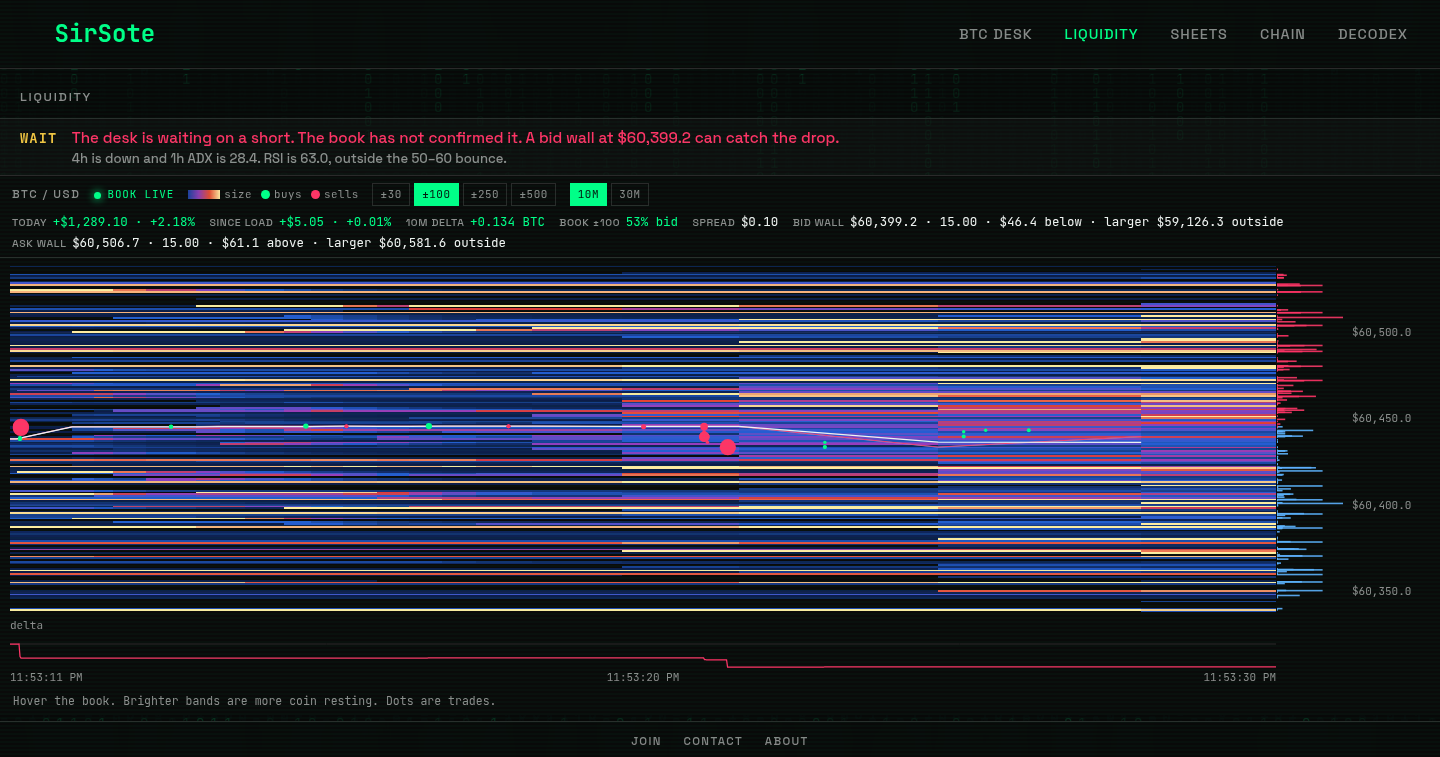 SirSote
BTC DESK LIQUIDITY SHEETS CHAIN DECODEX
LIQUIDITY
WAIT The desk is waiting on a short. The book has not confirmed it. A bid wall at $60,399.2 can catch the drop.
4h is down and 1h ADX is 28.4. RSI is 63.0, outside the 50–60 bounce.
BTC / USD BOOK LIVE size buys sells ±30 ±100 ±250 ±500 10M 30M
TODAY +$1,289.10 · +2.18% SINCE LOAD +$5.05 · +0.01% 10M DELTA +0.134 BTC BOOK ±100 53% bid SPREAD $0.10 BID WALL $60,399.2 · 15.00 · $46.4 below · larger $59,126.3 outside
ASK WALL $60,506.7 · 15.00 · $61.1 above · larger $60,581.6 outside
$60,500.0
$60,450.0
$60,400.0
$60,350.0
delta
11:53:11 PM 11:53:20 PM 11:53:30 PM
Hover the book. Brighter bands are more coin resting. Dots are trades.
JOIN CONTACT ABOUT